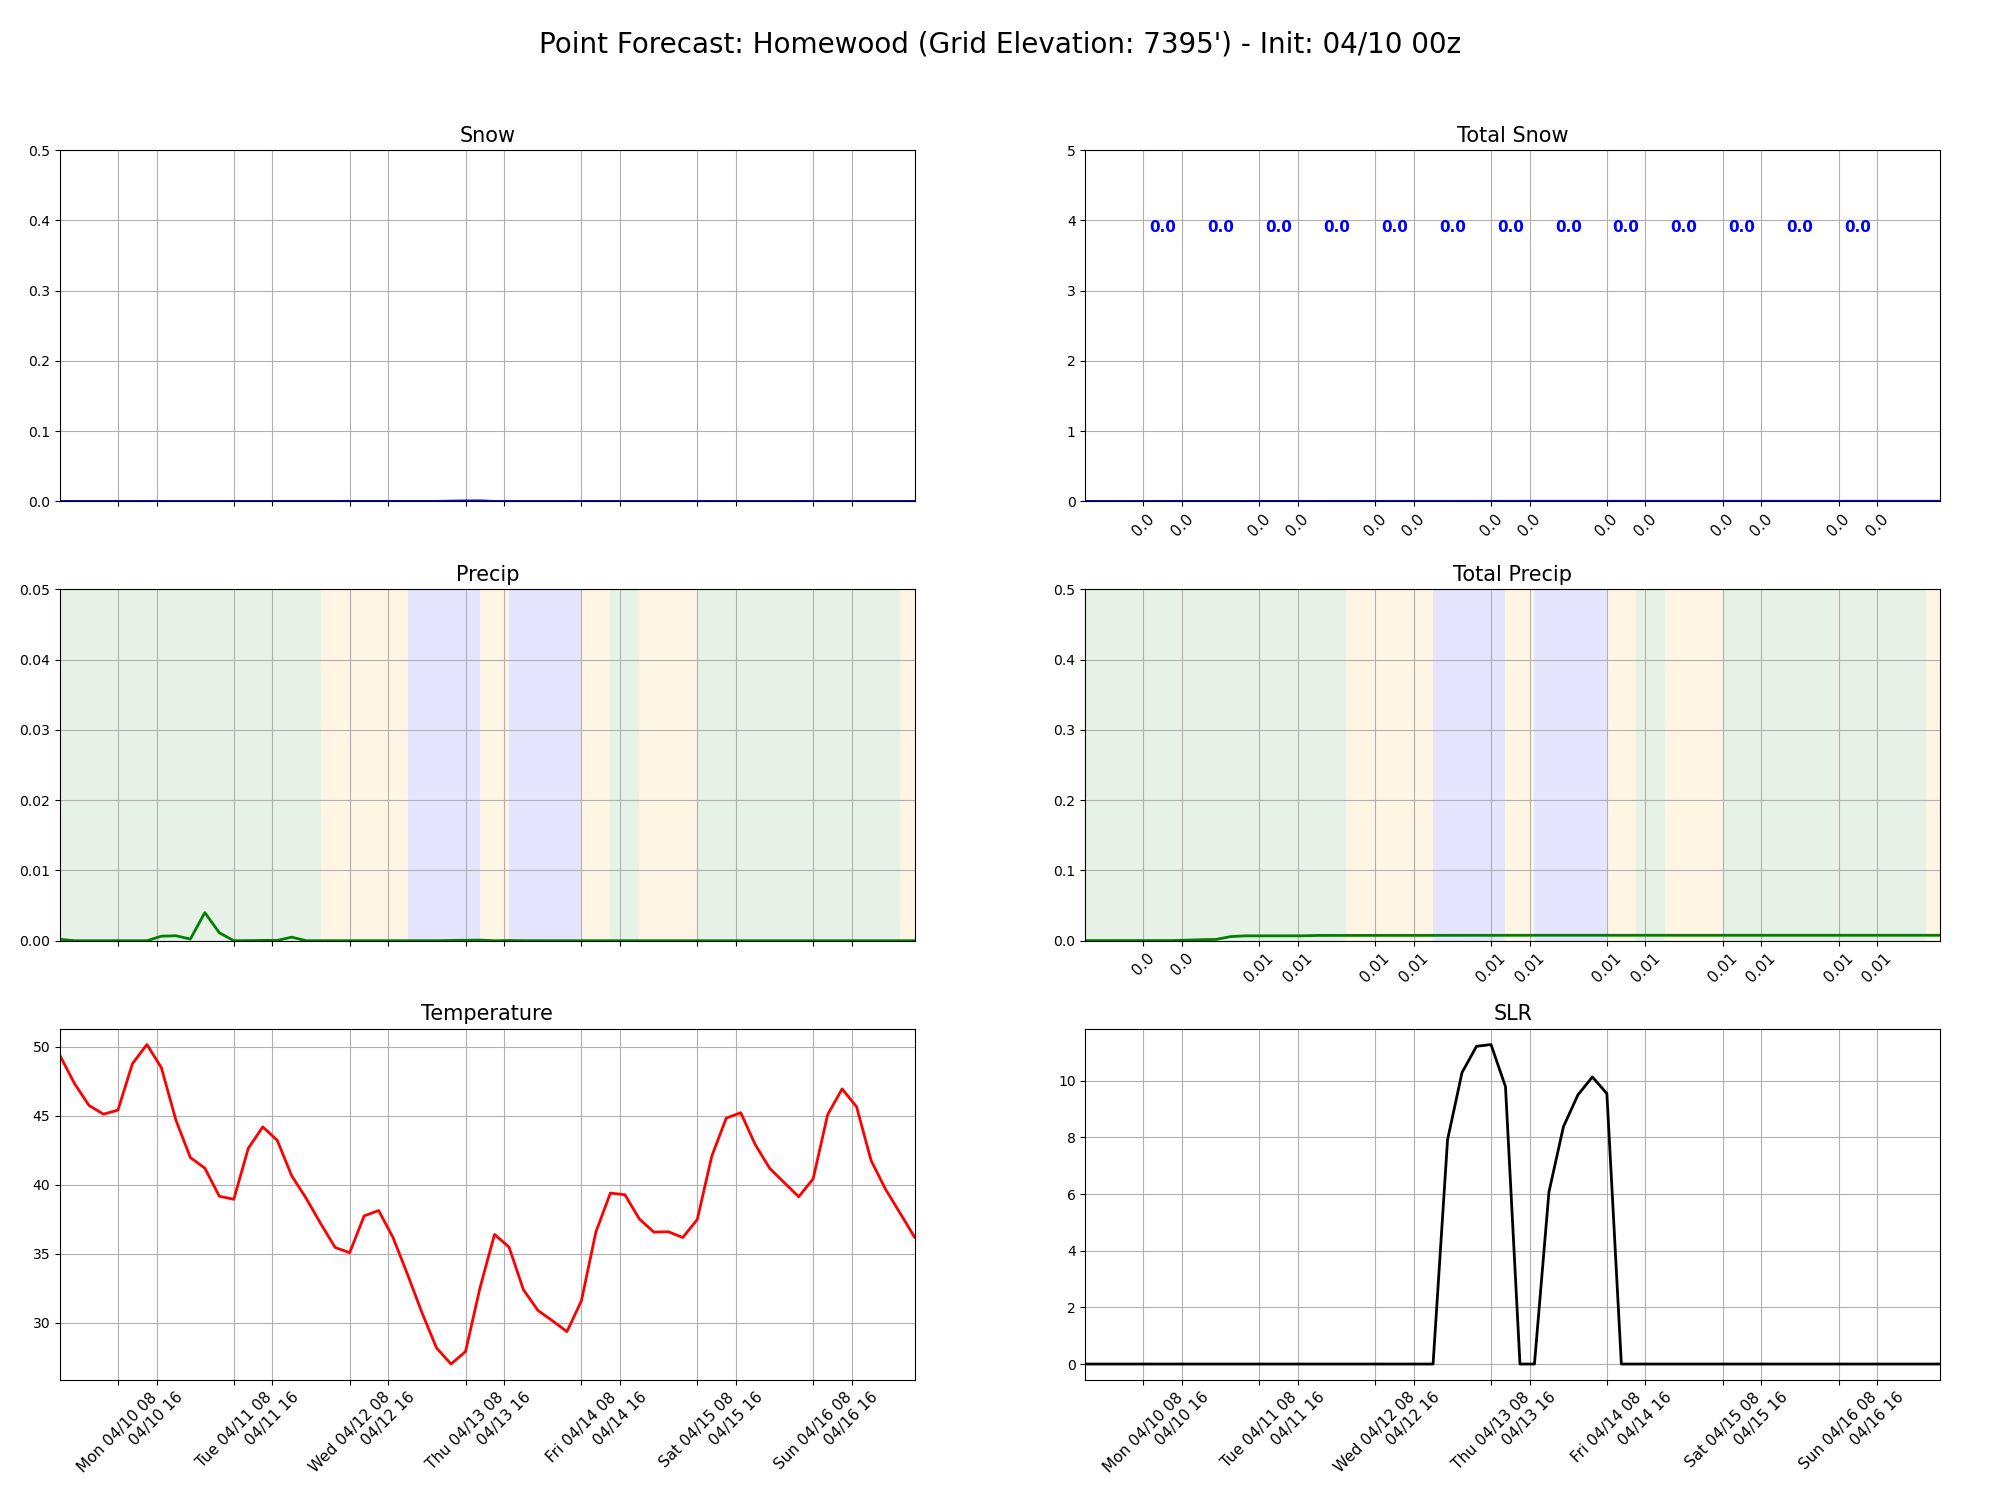 Point Forecast: Homewood (Grid Elevation: 7395') - Init: 04/10 00z
Snow
0.5
0.4
0.3
0.2
0.1
0.0
Total Snow
5
4
3
2
1
0
0.0 0.0 0.0 0.0 0.0 0.0 0.0 0.0 0.0 0.0 0.0 0.0 0.0
0.0 0.0 0.0 0.0 0.0 0.0 0.0 0.0 0.0 0.0 0.0 0.0 0.0 0.0
Precip
0.05
0.04
0.03
0.02
0.01
0.00
Total Precip
0.5
0.4
0.3
0.2
0.1
0.0
0.0 0.0 0.01 0.01 0.01 0.01 0.01 0.01 0.01 0.01 0.01 0.01 0.01 0.01
Temperature
50
45
40
35
30
Mon 04/10 08
04/10 16
Tue 04/11 08
04/11 16
Wed 04/12 08
04/12 16
Thu 04/13 08
04/13 16
Fri 04/14 08
04/14 16
Sat 04/15 08
04/15 16
Sun 04/16 08
04/16 16
SLR
10
8
6
4
2
0
Mon 04/10 08
04/10 16
Tue 04/11 08
04/11 16
Wed 04/12 08
04/12 16
Thu 04/13 08
04/13 16
Fri 04/14 08
04/14 16
Sat 04/15 08
04/15 16
Sun 04/16 08
04/16 16